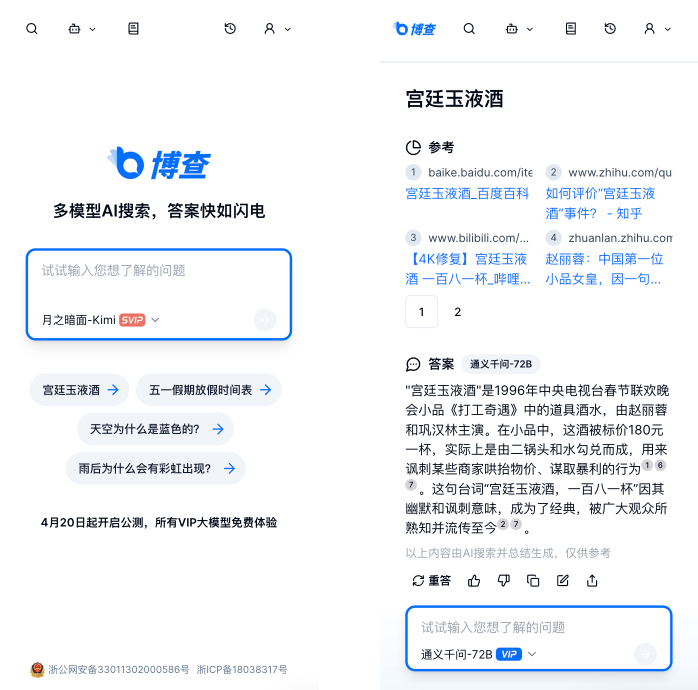 博查
多模型AI搜索，答案快如闪电
试试输入您想了解的问题
月之暗面-Kimi SVIP
宫廷玉液酒
五一假期放假时间表
天空为什么是蓝色的?
雨后为什么会有彩虹出现?
4月20日起开启公测，所有VIP大模型免费体验
浙公网安备33011302000586号 浙ICP备18038317号
博查
宫廷玉液酒
参考
1 baike.baidu.com/ite
宫廷玉液酒_百度百科
2 www.zhihu.com/qu
如何评价“宫廷玉液
酒”事件? - 知乎
3 www.bilibili.com/...
【4K修复】宫廷玉液
酒 一百八一杯_哔哩...
4 zhuanlan.zhihu.com
赵丽蓉：中国第一位
小品女皇，因一句...
1 2
答案 通义千问-72B
"宫廷玉液酒"是1996年中央电视台春节联欢晚
会小品《打工奇遇》中的道具酒水，由赵丽蓉
和巩汉林主演。在小品中，这酒被标价180元
一杯，实际上是由二锅头和水勾兑而成，用来
讽刺某些商家哄抬物价、谋取暴利的行为 1 6
7 。这句台词“宫廷玉液酒，一百八一杯”因其
幽默和讽刺意味，成为了经典，被广大观众所
熟知并流传至今 2 7 。
以上内容由AI搜索并总结生成，仅供参考
重答
试试输入您想了解的问题
通义千问-72B VIP